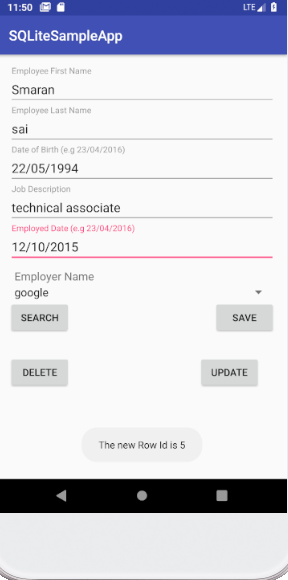 11:50 LTE
SQLiteSampleApp
Employee First Name
Smaran
Employee Last Name
sai
Date of Birth (e.g 23/04/2016)
22/05/1994
Job Description
technical associate
Employed Date (e.g 23/04/2016)
12/10/2015
Employer Name
google
SEARCH SAVE
DELETE UPDATE
The new Row Id is 5